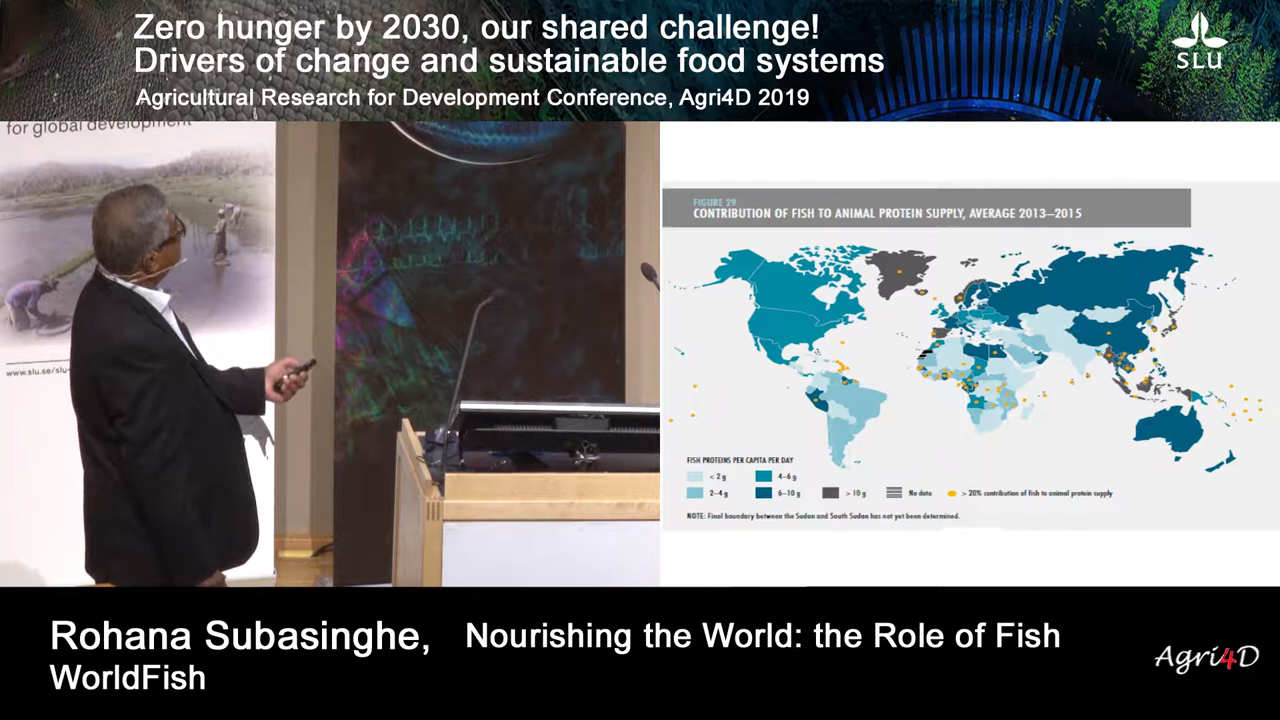 Zero hunger by 2030, our shared challenge!
Drivers of change and sustainable food systems
Agricultural Research for Development Conference, Agri4D 2019
SLU
for global development
www.slu.se/slu-
FIGURE 29
CONTRIBUTION OF FISH TO ANIMAL PROTEIN SUPPLY, AVERAGE 2013–2015
FISH PROTEINS PER CAPITA PER DAY
< 2 g
4–6 g
2–4 g
6–10 g
> 10 g
No data
> 20% contribution of fish to animal protein supply
NOTE: Final boundary between the Sudan and South Sudan has not yet been determined.
Rohana Subasinghe,
WorldFish
Nourishing the World: the Role of Fish
Agri4D